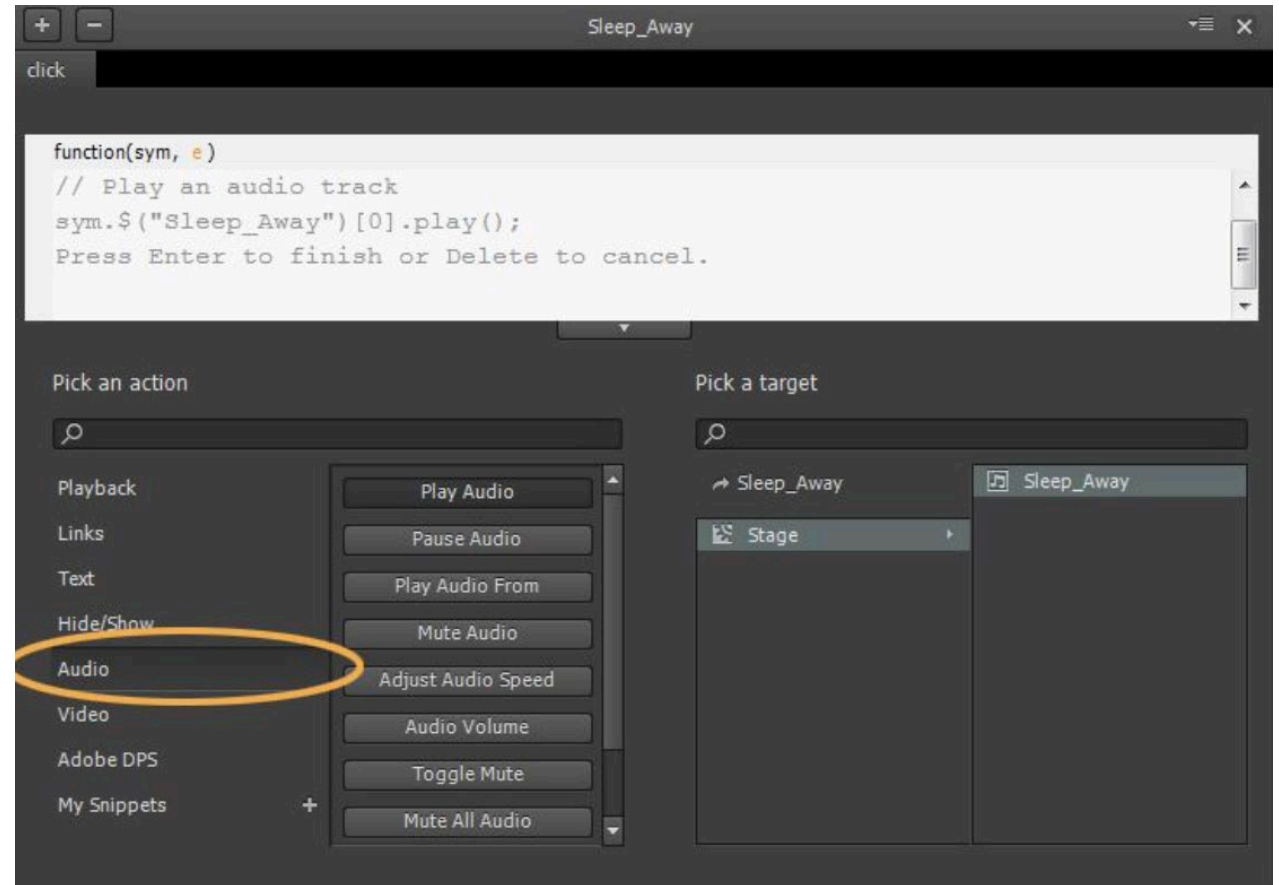 + − Sleep_Away
click
function(sym, e)
// Play an audio track
sym.$("Sleep_Away")[0].play();
Press Enter to finish or Delete to cancel.
Pick an action
Playback
Links
Text
Hide/Show
Audio
Video
Adobe DPS
My Snippets +
Play Audio
Pause Audio
Play Audio From
Mute Audio
Adjust Audio Speed
Audio Volume
Toggle Mute
Mute All Audio
Pick a target
Sleep_Away
Stage
Sleep_Away